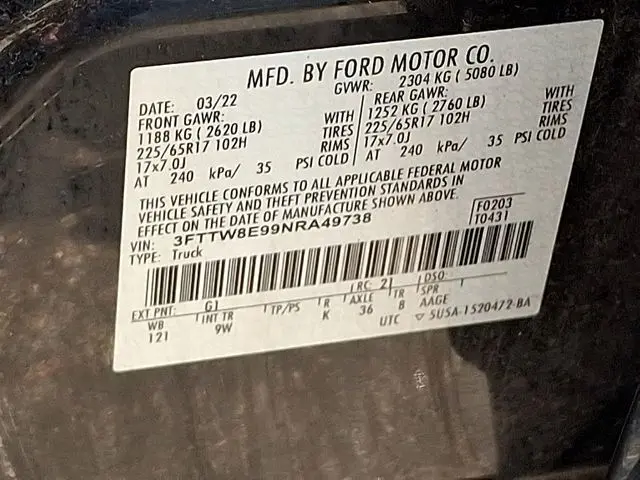 MFD. BY FORD MOTOR CO.
DATE: 03/22 GVWR: 2304 KG ( 5080 LB)
FRONT GAWR: REAR GAWR:
1188 KG ( 2620 LB) WITH 1252 KG ( 2760 LB) WITH
225/65R17 102H TIRES 225/65R17 102H TIRES
17x7.0J RIMS 17x7.0J RIMS
AT 240 kPa/ 35 PSI COLD AT 240 kPa/ 35 PSI COLD
THIS VEHICLE CONFORMS TO ALL APPLICABLE FEDERAL MOTOR
VEHICLE SAFETY AND THEFT PREVENTION STANDARDS IN
EFFECT ON THE DATE OF MANUFACTURE SHOWN ABOVE.
VIN: 3FTTW8E99NRA49738 F0203
TYPE: Truck T0431
EXT PNT: G1 RC: 21 DSO:
WB INT TR TP/PS R AXLE TR SPR
121 9W K 36 8 AAGE
UTC ▽ 5U5A-1520472-BA